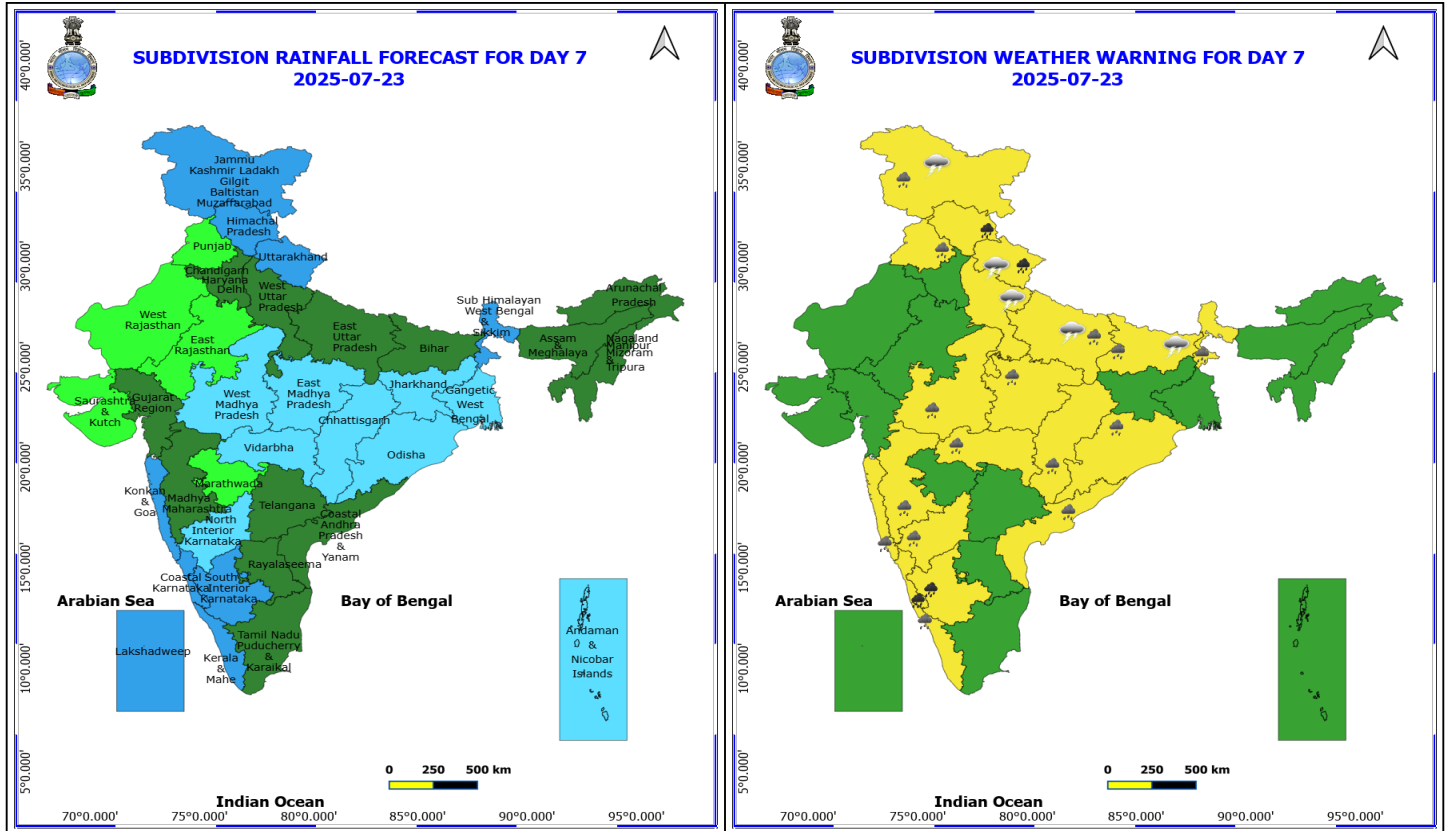 SUBDIVISION RAINFALL FORECAST FOR DAY 7
2025-07-23
40°0.000'
35°0.000'
30°0.000'
25°0.000'
20°0.000'
15°0.000'
10°0.000'
5°0.000'
Jammu
Kashmir Ladakh
Gilgit
Baltistan
Muzaffarabad
Himachal
Pradesh
Punjab
Uttarakhand
Chandigarh
Haryana
Delhi
West
Uttar
Pradesh
West
Rajasthan
East
Rajasthan
East
Uttar
Pradesh
Bihar
Sub Himalayan
West Bengal
&
Sikkim
Arunachal
Pradesh
Assam
&
Meghalaya
Nagaland
Manipur
Mizoram
&
Tripura
Saurashtra
&
Kutch
Gujarat
Region
West
Madhya
Pradesh
East
Madhya
Pradesh
Jharkhand
Gangetic
West
Bengal
Chhattisgarh
Vidarbha
Odisha
Konkan
&
Goa
Madhya
Maharashtra
Marathwada
North
Interior
Karnataka
Telangana
Coastal
Andhra
Pradesh
&
Yanam
Rayalaseema
Coastal
Karnataka
South
Interior
Karnataka
Arabian Sea
Bay of Bengal
Lakshadweep
Kerala
&
Mahe
Tamil Nadu
Puducherry
&
Karaikal
Andaman
&
Nicobar
Islands
0 250 500 km
Indian Ocean
70°0.000' 75°0.000' 80°0.000' 85°0.000' 90°0.000' 95°0.000'
SUBDIVISION WEATHER WARNING FOR DAY 7
2025-07-23
40°0.000'
35°0.000'
30°0.000'
25°0.000'
20°0.000'
15°0.000'
10°0.000'
5°0.000'
Arabian Sea
Bay of Bengal
0 250 500 km
Indian Ocean
70°0.000' 75°0.000' 80°0.000' 85°0.000' 90°0.000' 95°0.000'